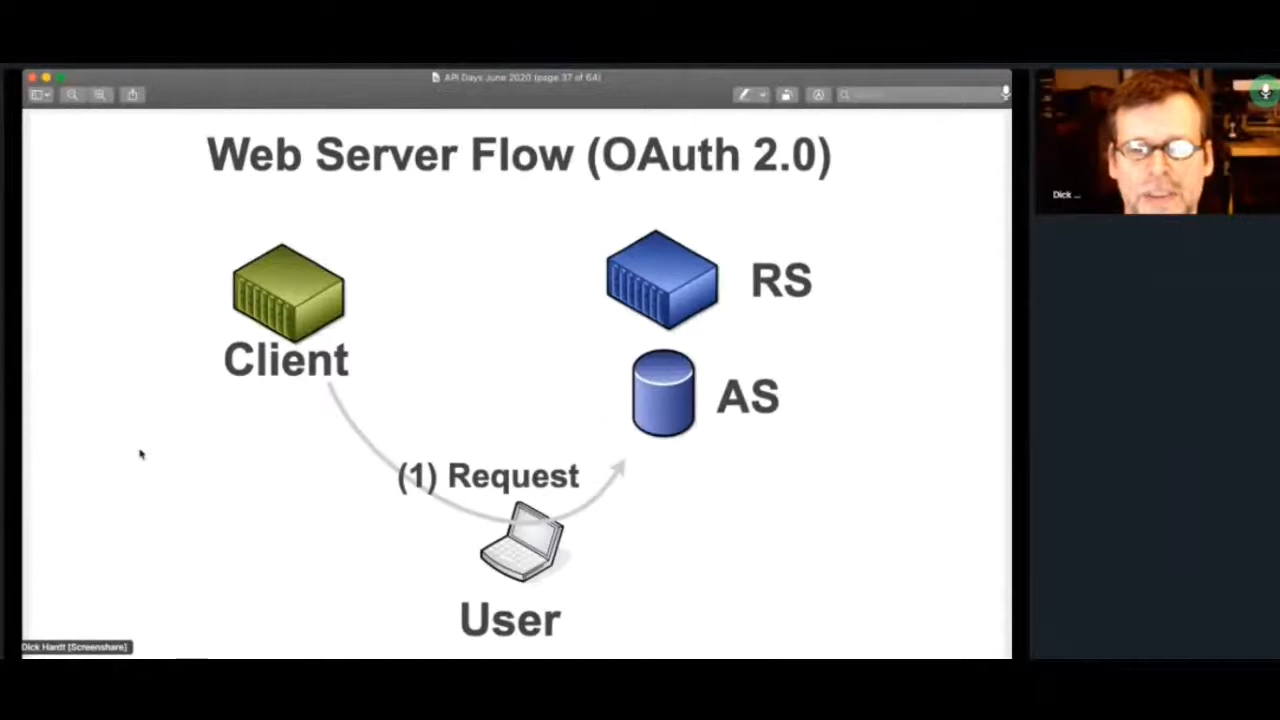 API Days June 2020 (page 37 of 64)
Web Server Flow (OAuth 2.0)
RS
Client
AS
(1) Request
User
Dick Hardt [Screenshare]
Dick ...